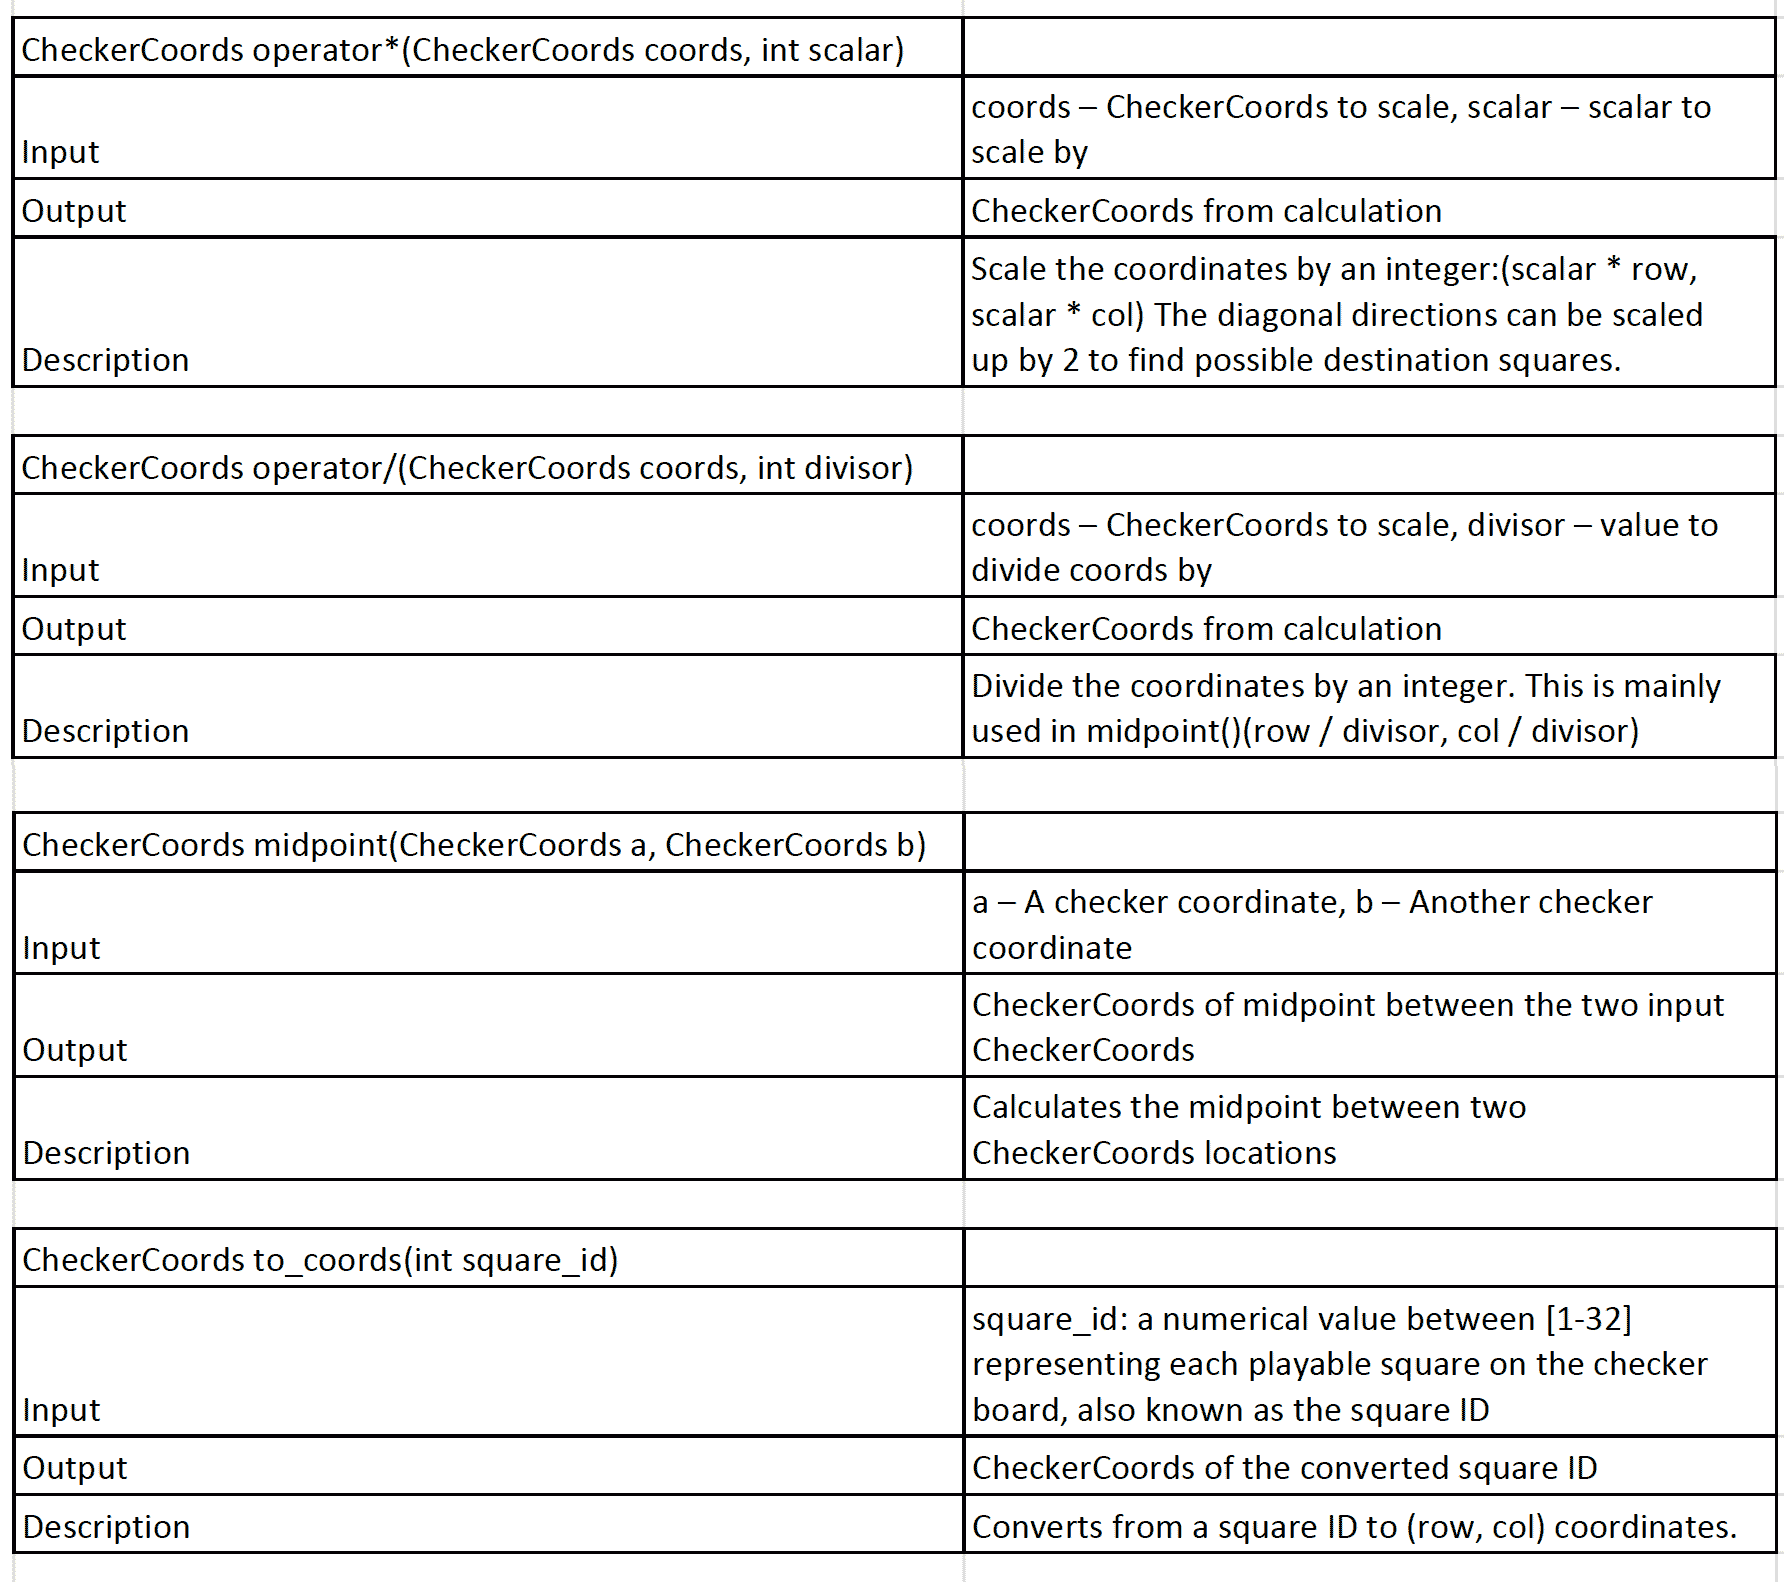 CheckerCoords operator*(CheckerCoords coords, int scalar)
Input
coords – CheckerCoords to scale, scalar – scalar to
scale by
Output
CheckerCoords from calculation
Description
Scale the coordinates by an integer:(scalar * row,
scalar * col) The diagonal directions can be scaled
up by 2 to find possible destination squares.
CheckerCoords operator/(CheckerCoords coords, int divisor)
Input
coords – CheckerCoords to scale, divisor – value to
divide coords by
Output
CheckerCoords from calculation
Description
Divide the coordinates by an integer. This is mainly
used in midpoint()(row / divisor, col / divisor)
CheckerCoords midpoint(CheckerCoords a, CheckerCoords b)
Input
a – A checker coordinate, b – Another checker
coordinate
Output
CheckerCoords of midpoint between the two input
CheckerCoords
Description
Calculates the midpoint between two
CheckerCoords locations
CheckerCoords to_coords(int square_id)
Input
square_id: a numerical value between [1-32]
representing each playable square on the checker
board, also known as the square ID
Output
CheckerCoords of the converted square ID
Description
Converts from a square ID to (row, col) coordinates.